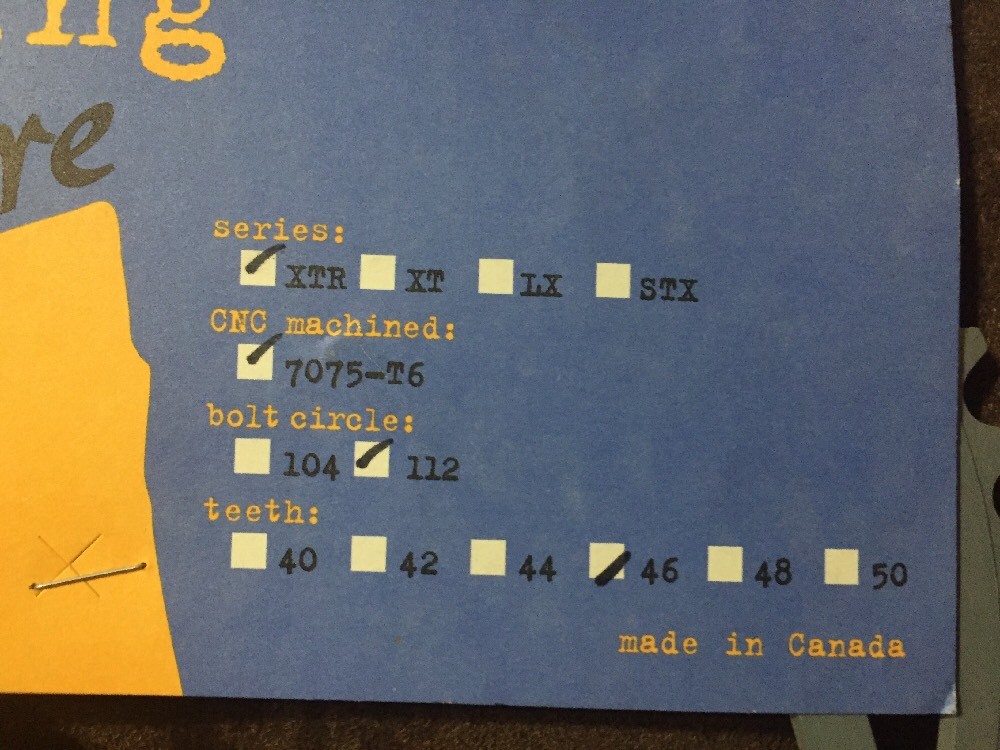 series:
XTR XT LX STX
CNC machined:
7075-T6
bolt circle:
104 112
teeth:
40 42 44 46 48 50
made in Canada